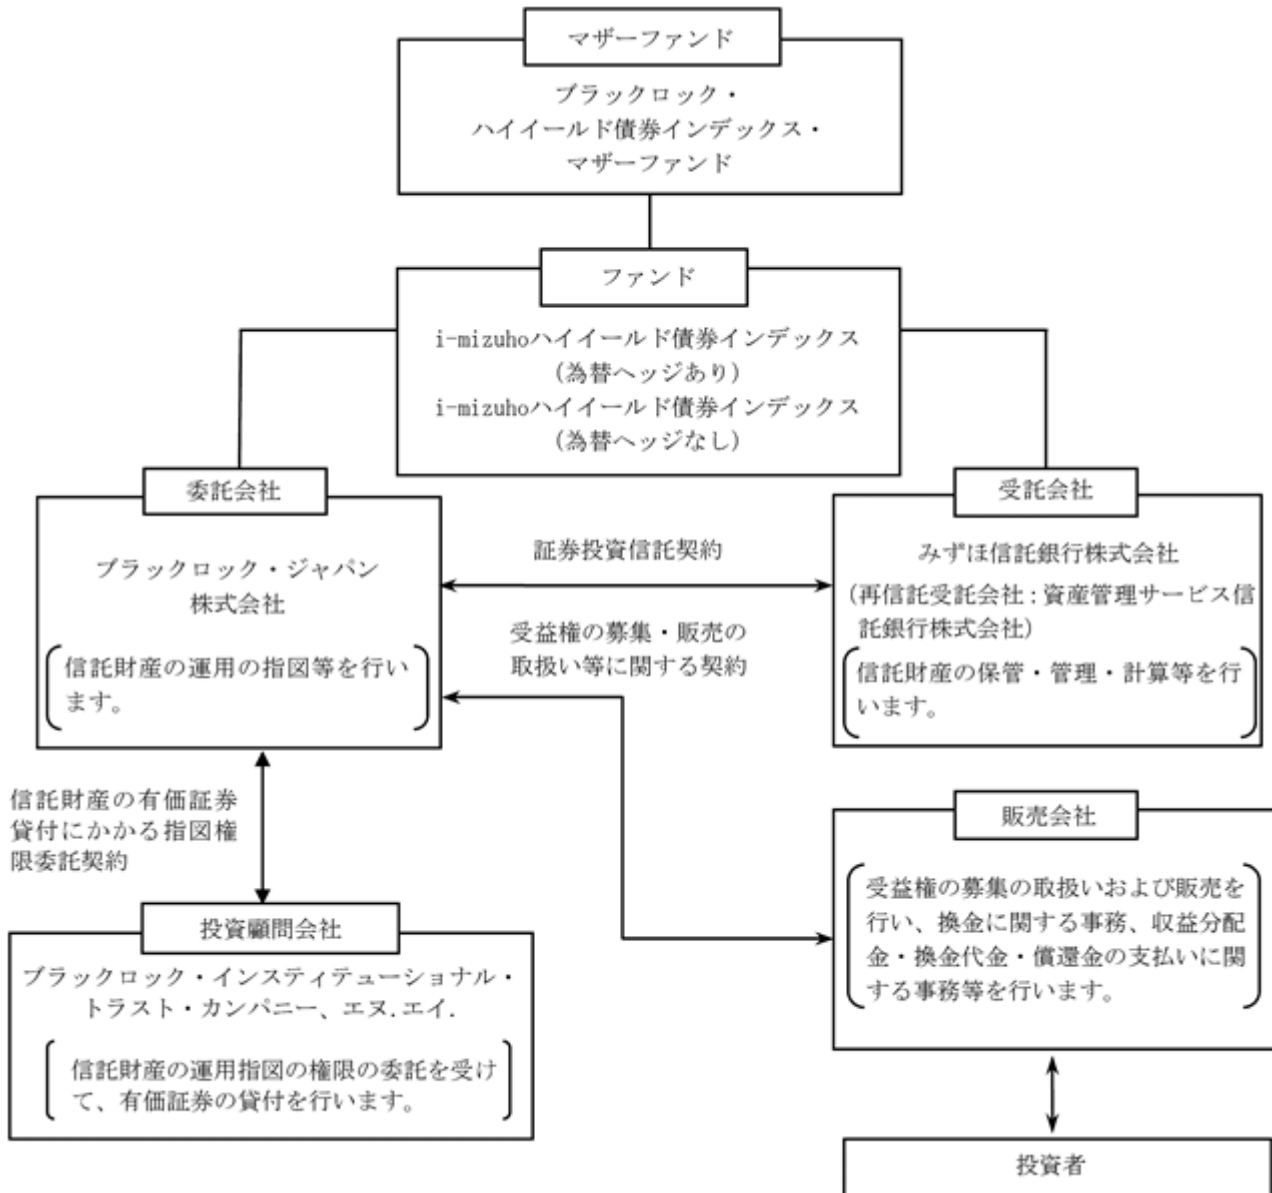 マザーファンド
ブラックロック・
ハイイールド債券インデックス・
マザーファンド
ファンド
i-mizuhoハイイールド債券インデックス
（為替ヘッジあり）
i-mizuhoハイイールド債券インデックス
（為替ヘッジなし）
委託会社
ブラックロック・ジャパン
株式会社
信託財産の運用の指図等を行い
ます。
証券投資信託契約
受益権の募集・販売の
取扱い等に関する契約
受託会社
みずほ信託銀行株式会社
（再信託受託会社：資産管理サービス信
託銀行株式会社）
信託財産の保管・管理・計算等を行
います。
信託財産の有価証券
貸付にかかる指図権
限委託契約
投資顧問会社
ブラックロック・インスティテューショナル・
トラスト・カンパニー、エヌ.エイ.
信託財産の運用指図の権限の委託を受け
て、有価証券の貸付を行います。
販売会社
受益権の募集の取扱いおよび販売を
行い、換金に関する事務、収益分配
金・換金代金・償還金の支払いに関
する事務等を行います。
投資者